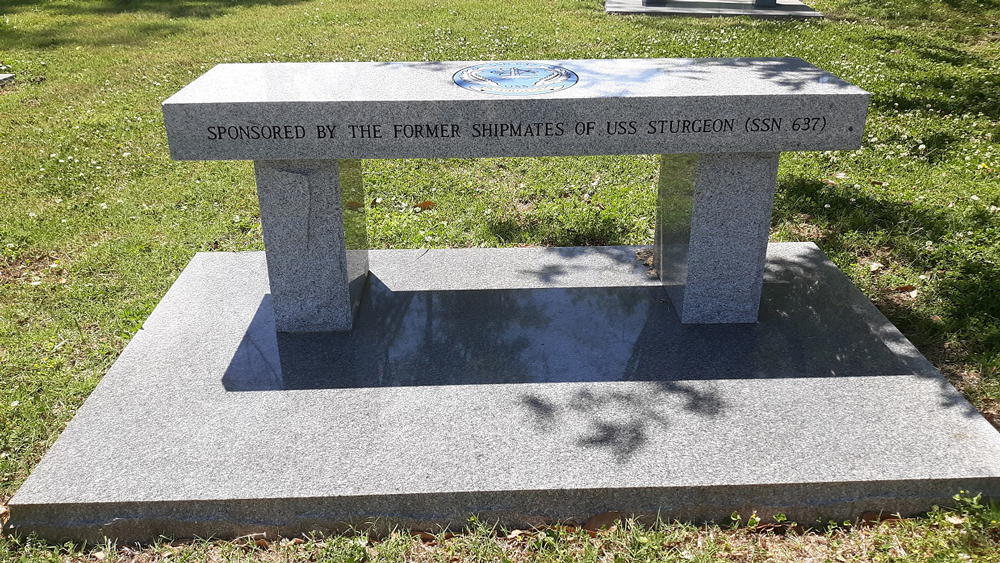 SPONSORED BY THE FORMER SHIPMATES OF USS STURGEON (SSN 637)